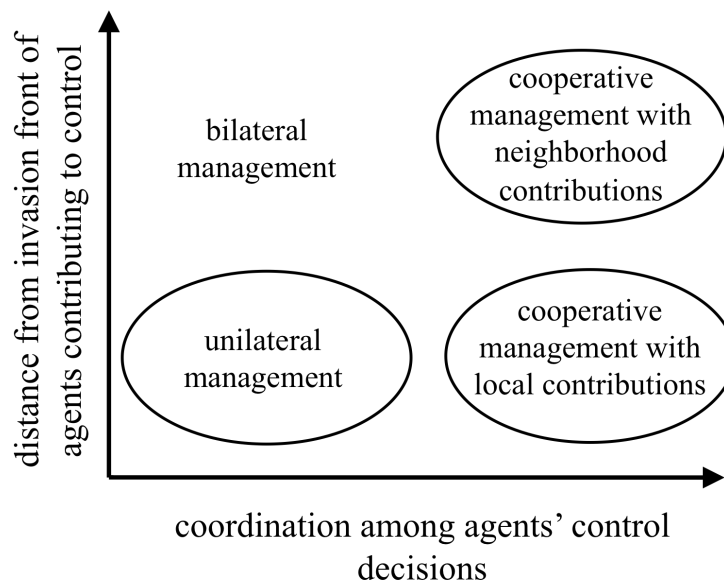 distance from invasion front of
agents contributing to control
bilateral
management
cooperative
management with
neighborhood
contributions
unilateral
management
cooperative
management with
local contributions
coordination among agents’ control
decisions